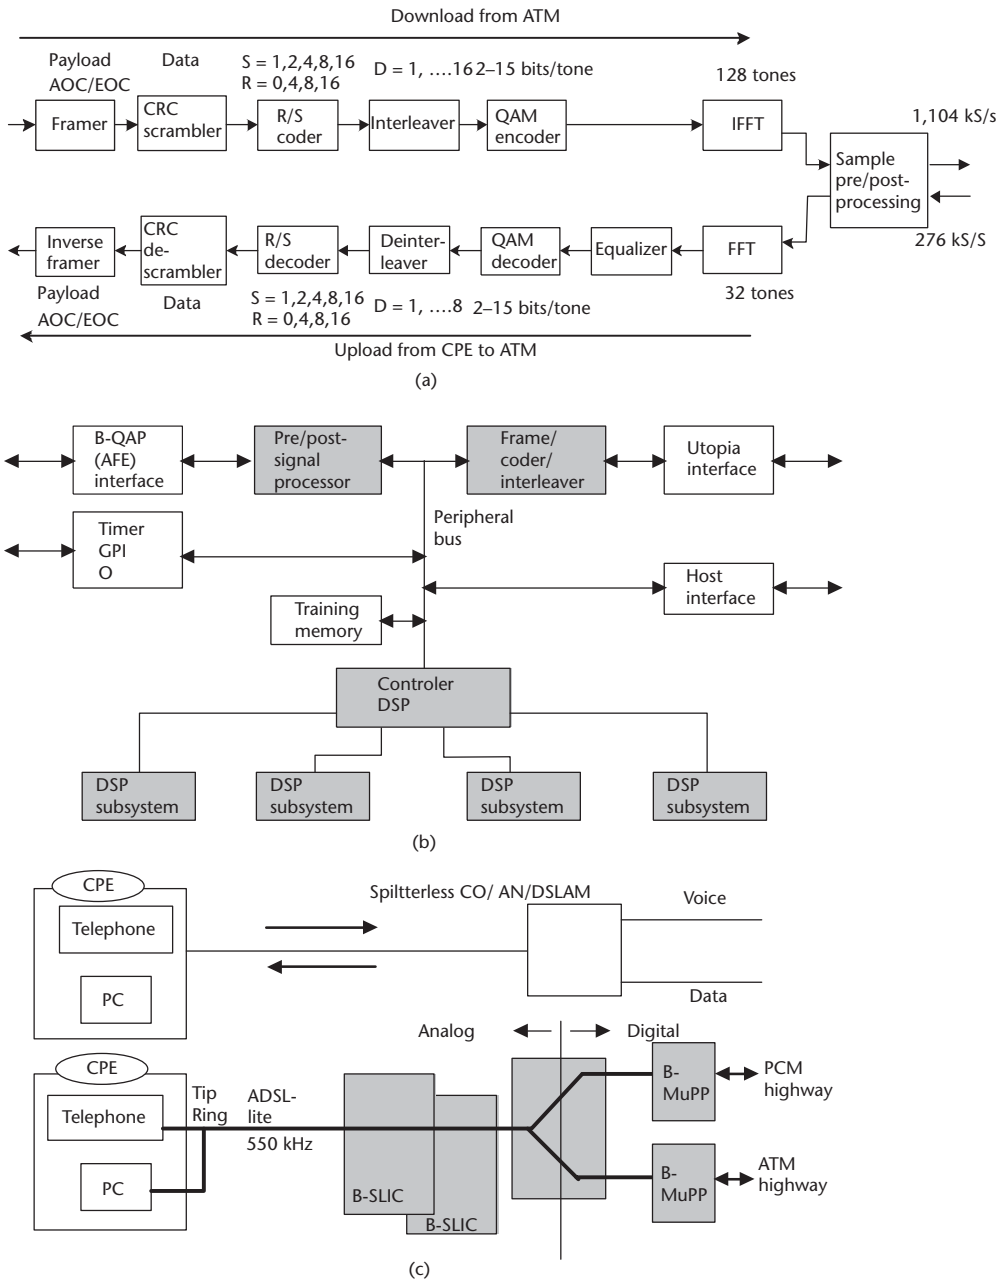 Download from ATM
Payload
AOC/EOC
Data
S = 1,2,4,8,16
R = 0,4,8,16
D = 1, ....16
2–15 bits/tone
128 tones
Framer
CRC
scrambler
R/S
coder
Interleaver
QAM
encoder
IFFT
1,104 kS/s
Sample
pre/post-
processing
276 kS/S
Inverse
framer
CRC
de-
scrambler
R/S
decoder
Deinter-
leaver
QAM
decoder
Equalizer
FFT
Payload
AOC/EOC
Data
S = 1,2,4,8,16
R = 0,4,8,16
D = 1, ....8
2–15 bits/tone
32 tones
Upload from CPE to ATM
(a)
B-QAP
(AFE)
interface
Pre/post-
signal
processor
Frame/
coder/
interleaver
Utopia
interface
Peripheral
bus
Timer
GPI
O
Host
interface
Training
memory
Controler
DSP
DSP
subsystem
DSP
subsystem
DSP
subsystem
DSP
subsystem
(b)
CPE
Telephone
PC
Spiltterless CO/ AN/DSLAM
Voice
Data
Analog
Digital
CPE
Telephone
PC
Tip
Ring
ADSL-
lite
550 kHz
B-SLIC
B-SLIC
B-
MuPP
PCM
highway
B-
MuPP
ATM
highway
(c)